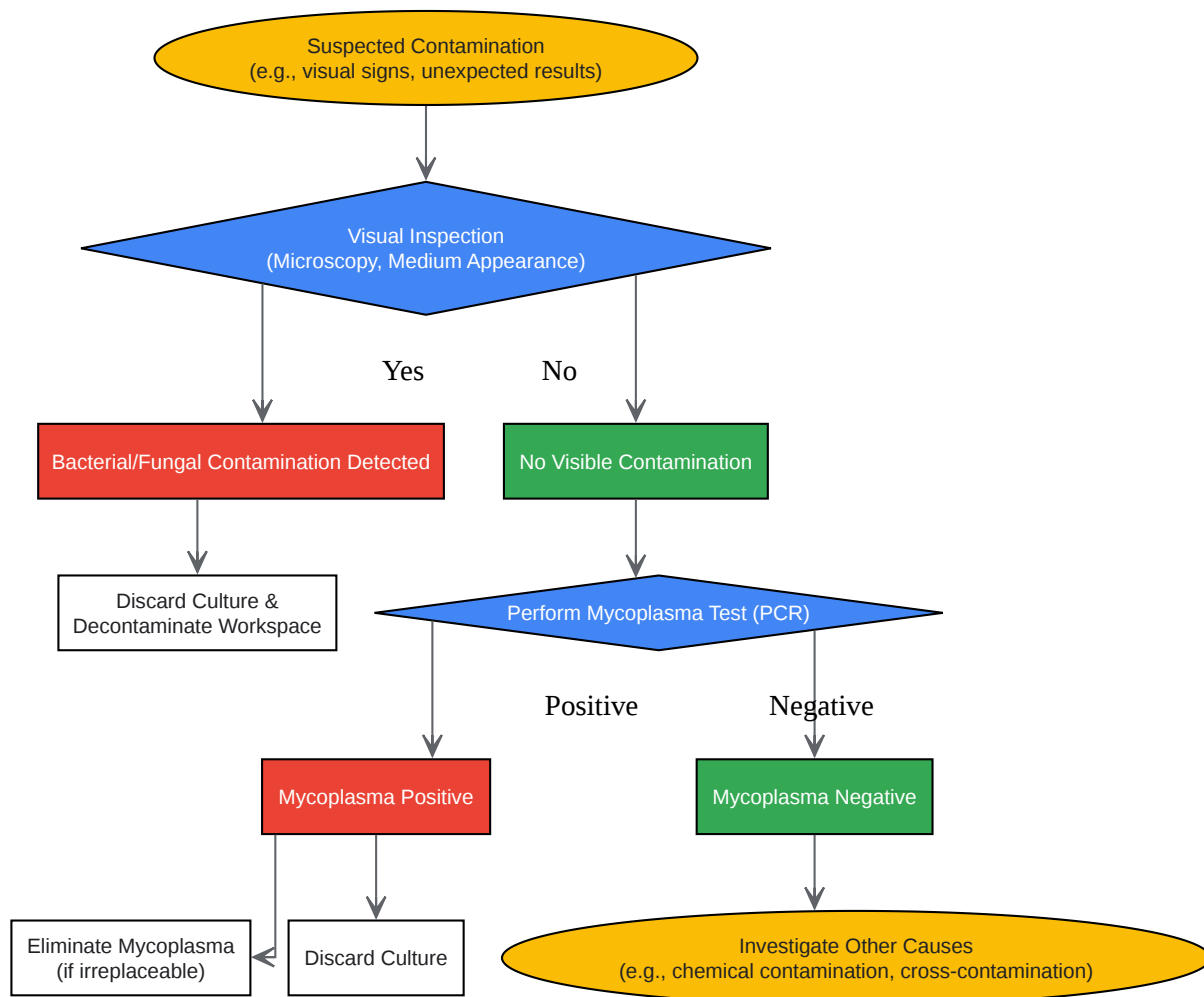 Suspected Contamination
(e.g., visual signs, unexpected results)
Visual Inspection
(Microscopy, Medium Appearance)
Yes
No
Bacterial/Fungal Contamination Detected
No Visible Contamination
Discard Culture &
Decontaminate Workspace
Perform Mycoplasma Test (PCR)
Positive
Negative
Mycoplasma Positive
Mycoplasma Negative
Eliminate Mycoplasma
(if irreplaceable)
Discard Culture
Investigate Other Causes
(e.g., chemical contamination, cross-contamination)